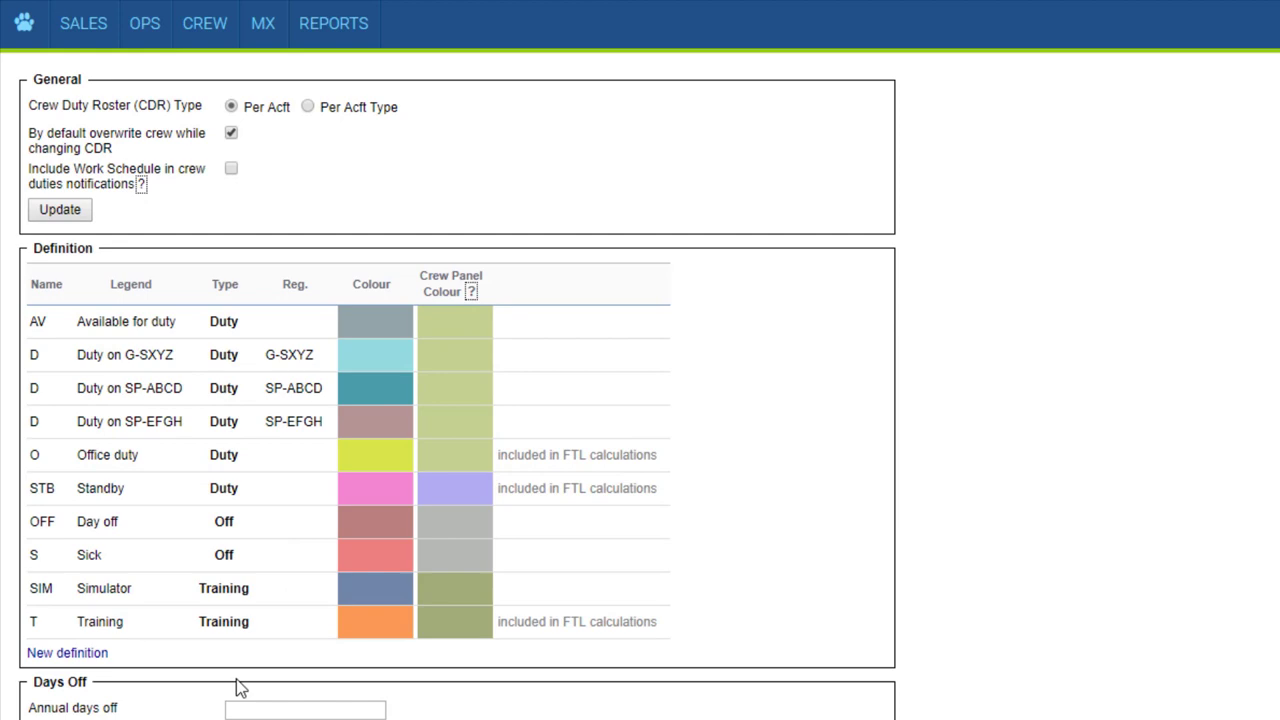 SALES OPS CREW MX REPORTS
General
Crew Duty Roster (CDR) Type Per Acft Per Acft Type
By default overwrite crew while
changing CDR
Include Work Schedule in crew
duties notifications ?
Update
Definition
Name Legend Type Reg. Colour Crew Panel
Colour ?
AV Available for duty Duty
D Duty on G-SXYZ Duty G-SXYZ
D Duty on SP-ABCD Duty SP-ABCD
D Duty on SP-EFGH Duty SP-EFGH
O Office duty Duty included in FTL calculations
STB Standby Duty included in FTL calculations
OFF Day off Off
S Sick Off
SIM Simulator Training
T Training Training included in FTL calculations
New definition
Days Off
Annual days off